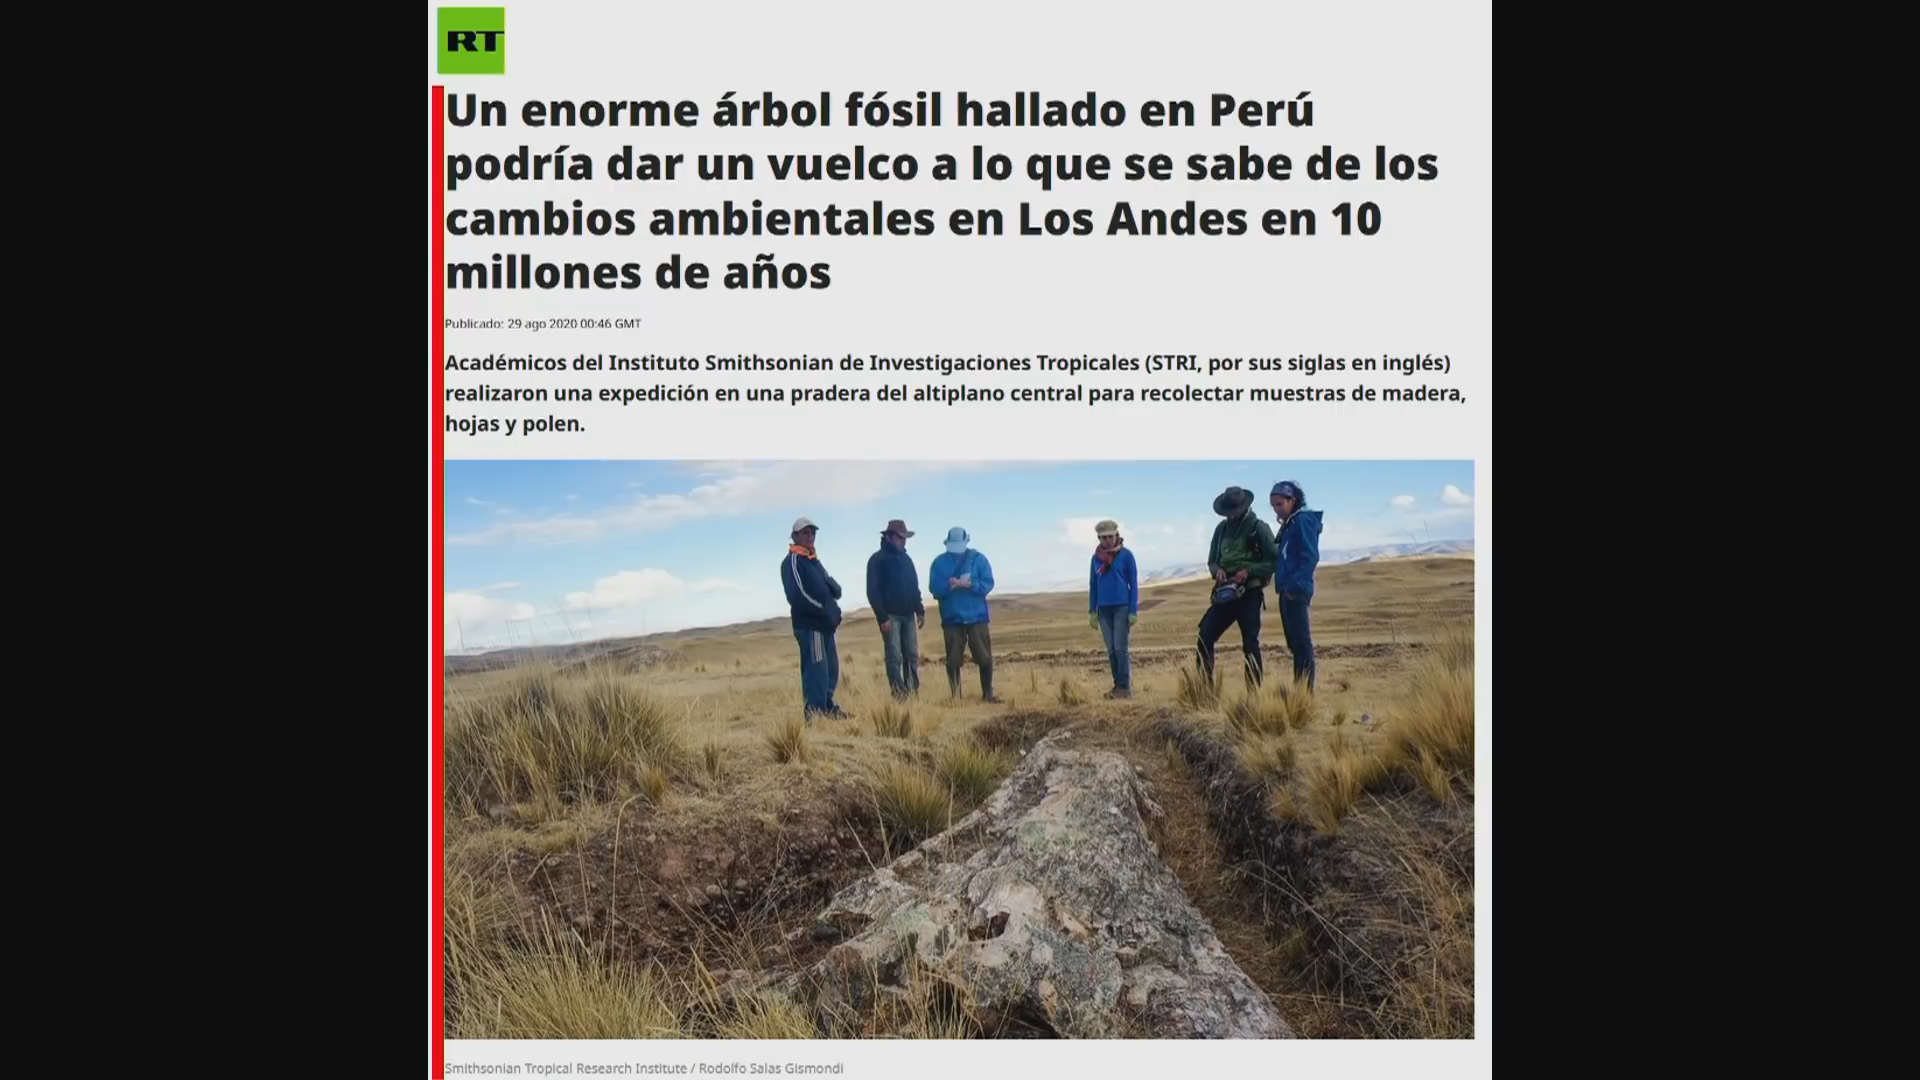 RT
Un enorme árbol fósil hallado en Perú
podría dar un vuelco a lo que se sabe de los
cambios ambientales en Los Andes en 10
millones de años
Publicado: 29 ago 2020 00:46 GMT
Académicos del Instituto Smithsonian de Investigaciones Tropicales (STRI, por sus siglas en inglés)
realizaron una expedición en una pradera del altiplano central para recolectar muestras de madera,
hojas y polen.
Smithsonian Tropical Research Institute / Rodolfo Salas Gismondi